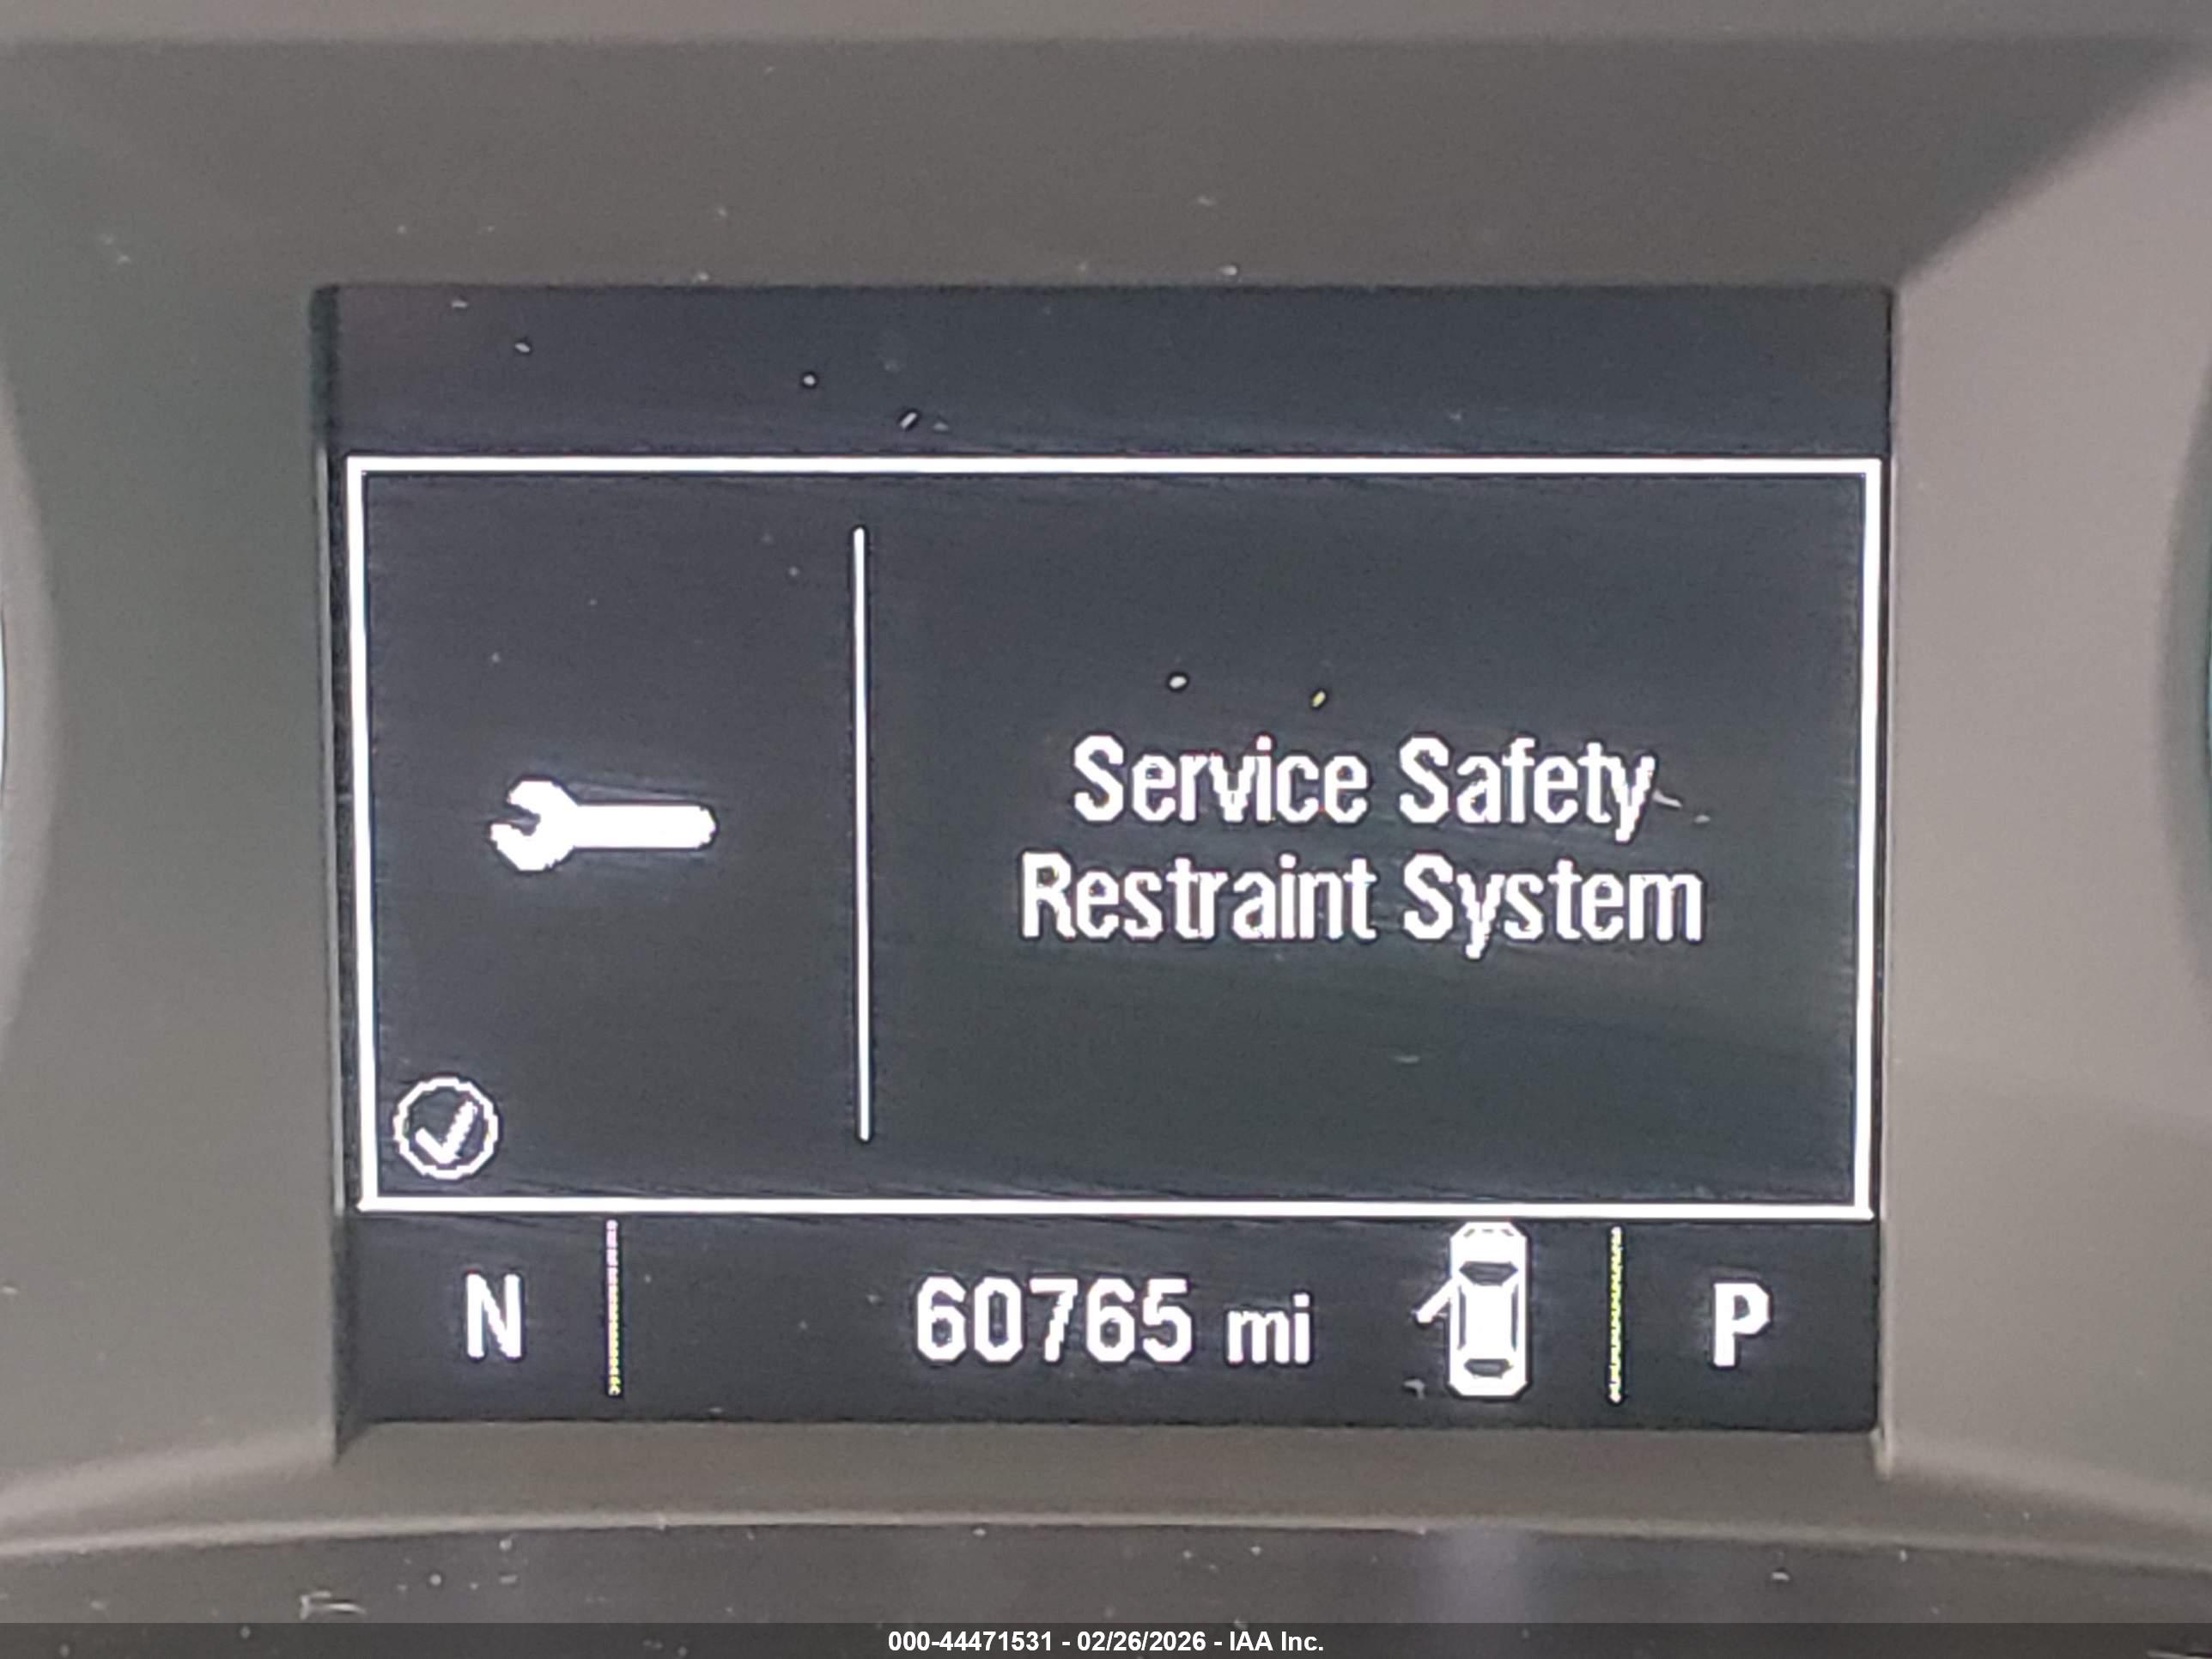 Service Safety
Restraint System
N 60765 mi P
000-44471531 - 02/26/2026 - IAA Inc.